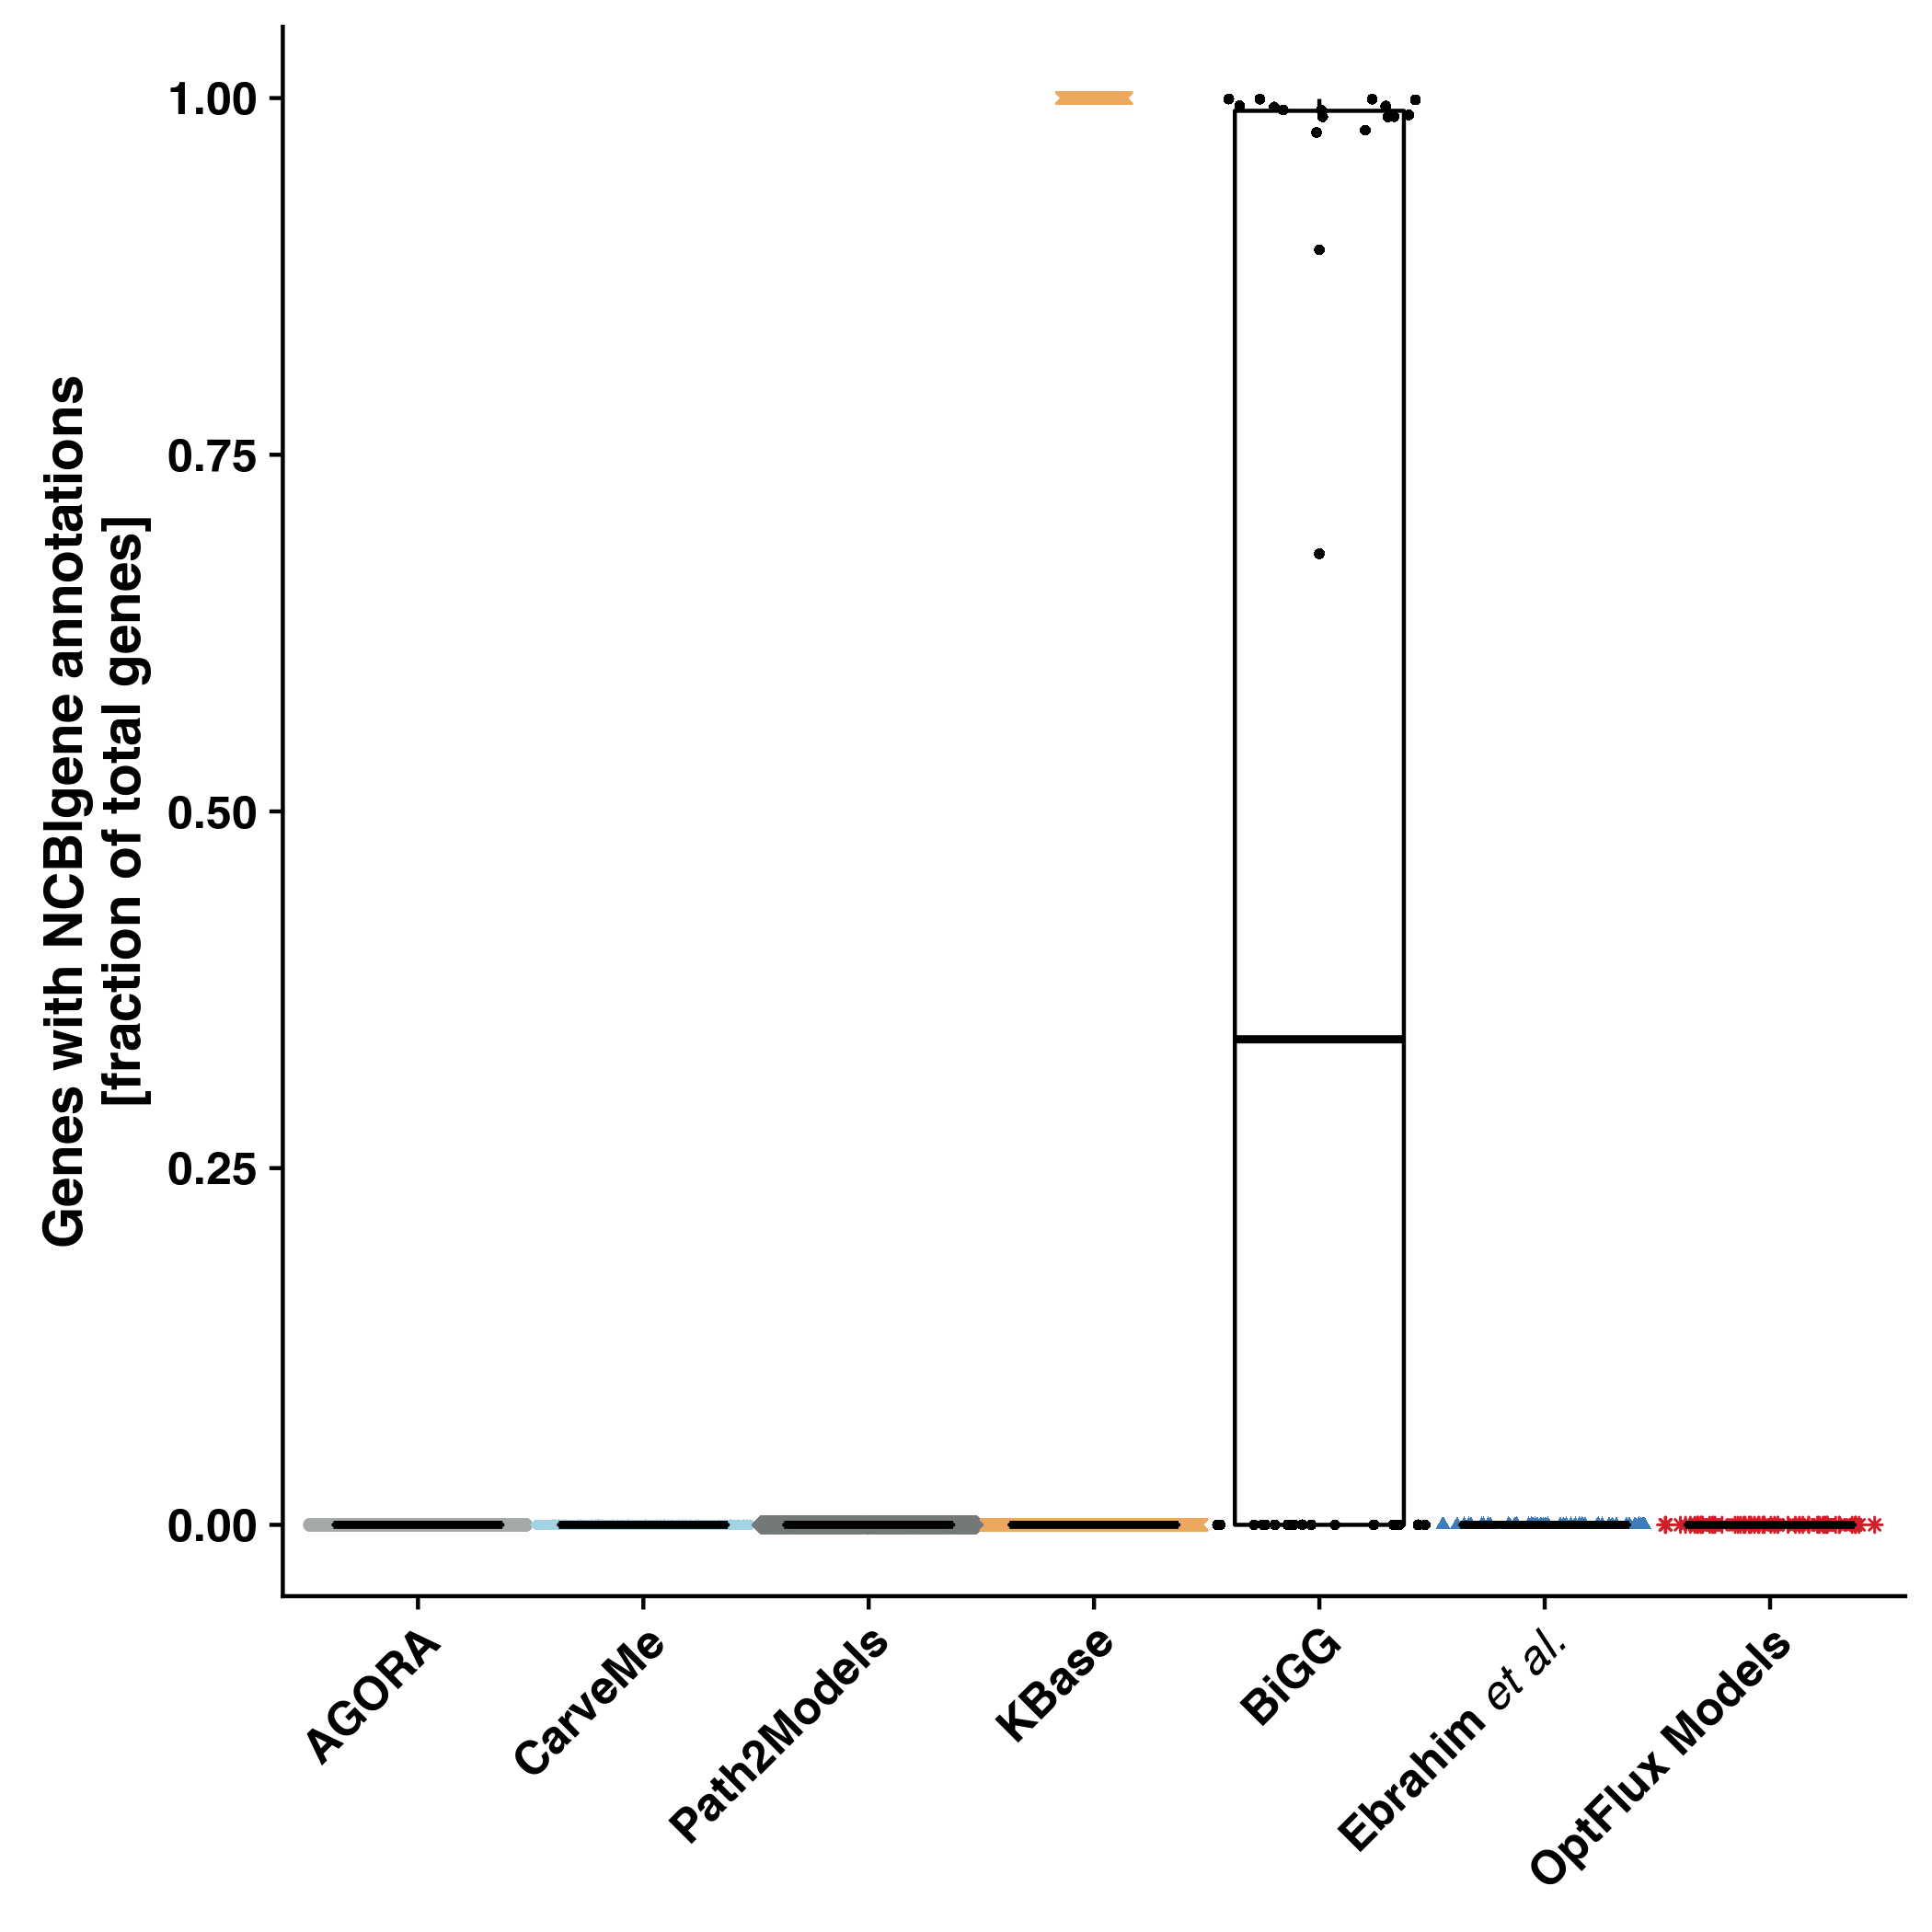 Genes with NCBIgene annotations
[fraction of total genes]
1.00
0.75
0.50
0.25
0.00
AGORA
CarveMe
Path2Models
KBase
BiGG
Ebrahim et al.
OptFlux Models